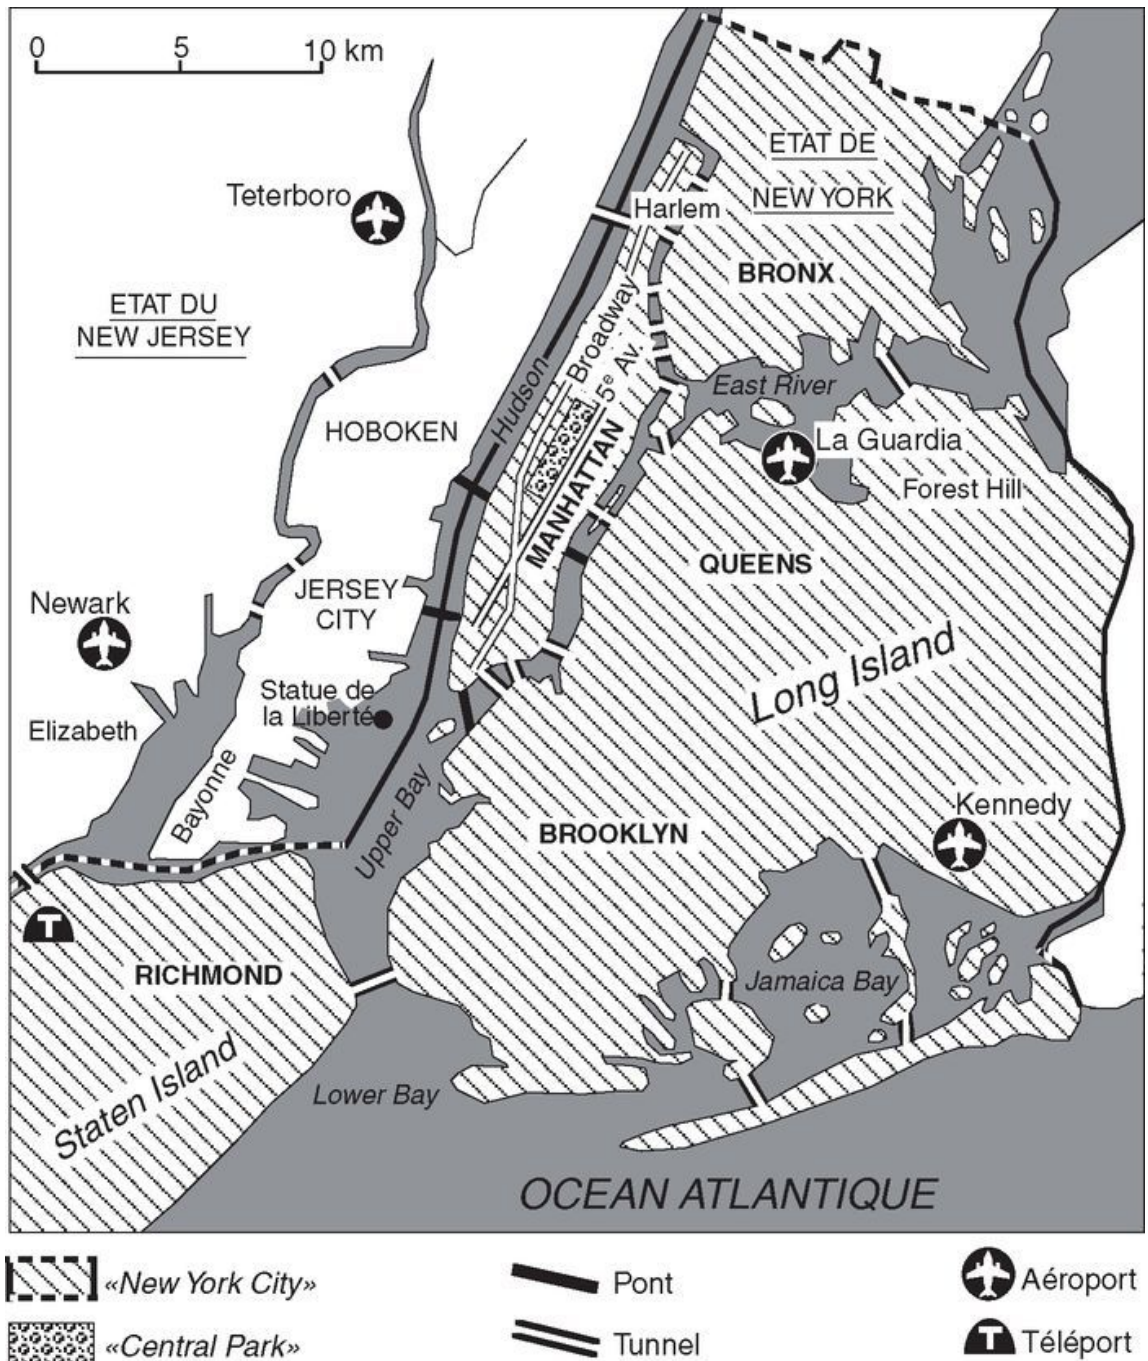 0 5 10 km
ETAT DE
NEW YORK
Teterboro
Harlem
BRONX
ETAT DU
NEW JERSEY
Broadway
Hudson
5e Av.
East River
HOBOKEN
La Guardia
MANHATTAN
Forest Hill
QUEENS
JERSEY
CITY
Newark
Long Island
Statue de
la Liberté
Elizabeth
Bayonne
Upper Bay
Kennedy
BROOKLYN
T
RICHMOND
Jamaica Bay
Staten Island
Lower Bay
OCEAN ATLANTIQUE
«New York City»
Pont
Aéroport
«Central Park»
Tunnel
T Téléport